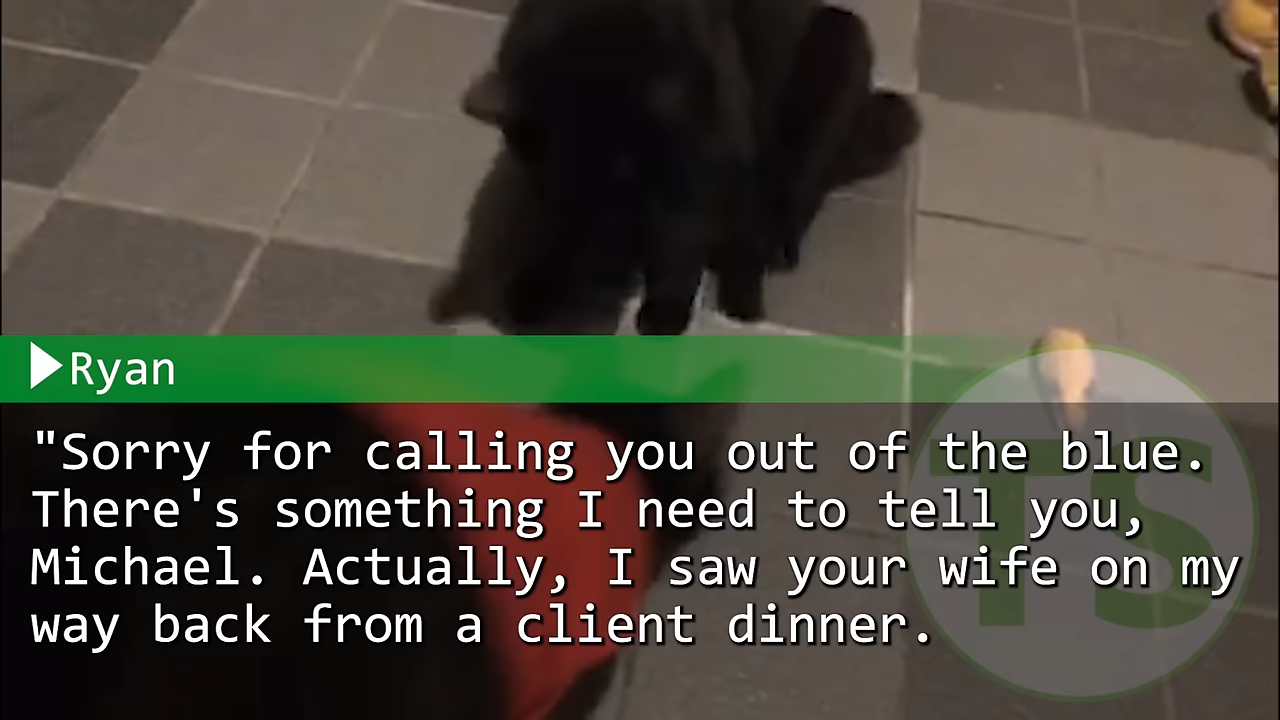 Ryan
"Sorry for calling you out of the blue.
There's something I need to tell you,
Michael. Actually, I saw your wife on my
way back from a client dinner.
TS